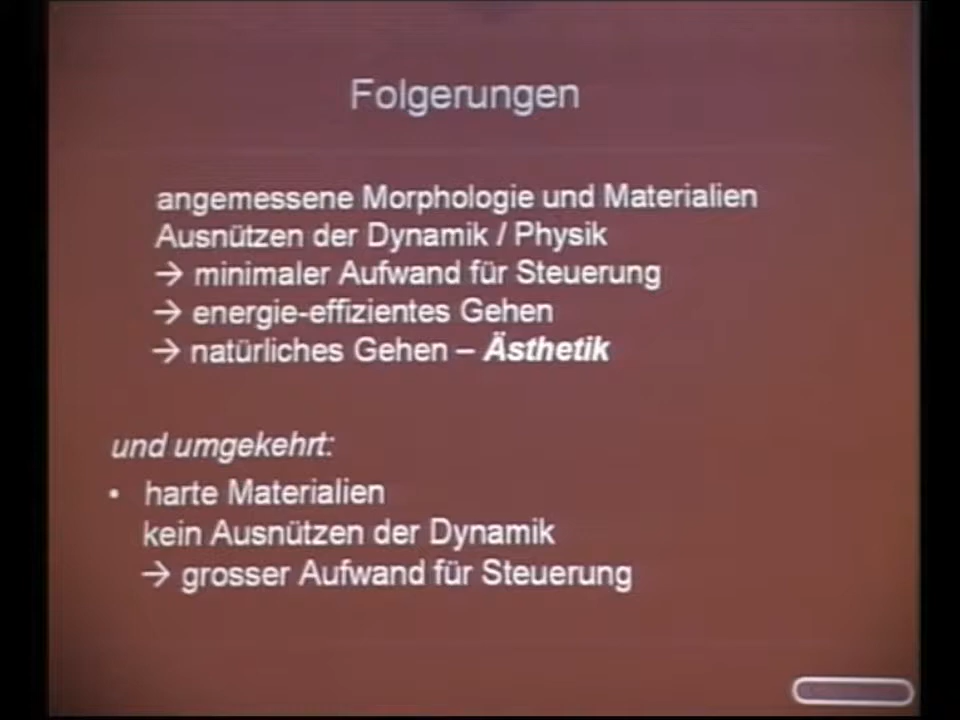 Folgerungen
angemessene Morphologie und Materialien
Ausnützen der Dynamik / Physik
→ minimaler Aufwand für Steuerung
→ energie-effizientes Gehen
→ natürliches Gehen – Ästhetik
und umgekehrt:
• harte Materialien
kein Ausnützen der Dynamik
→ grosser Aufwand für Steuerung